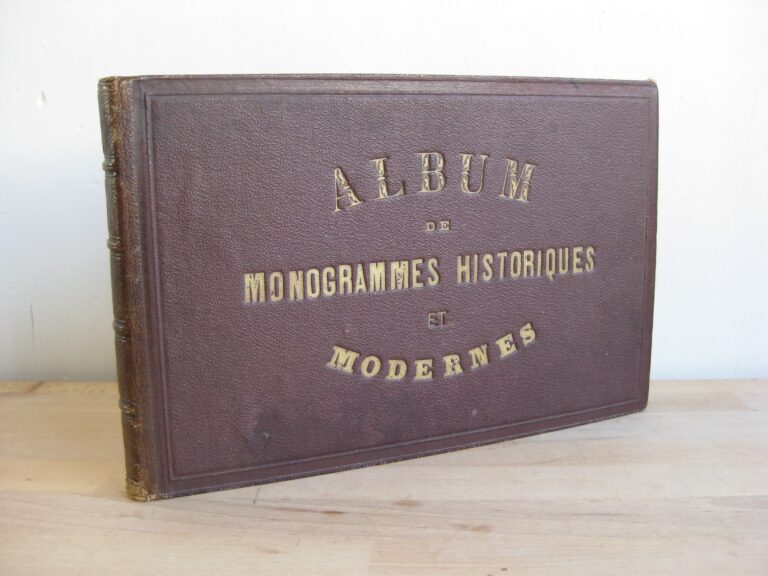 ALBUM
DE
MONOGRAMMES HISTORIQUES
ET
MODERNES